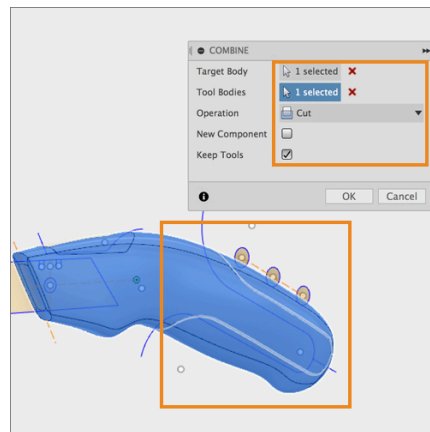 COMBINE
Target Body 1 selected
Tool Bodies 1 selected
Operation Cut
New Component
Keep Tools
OK Cancel